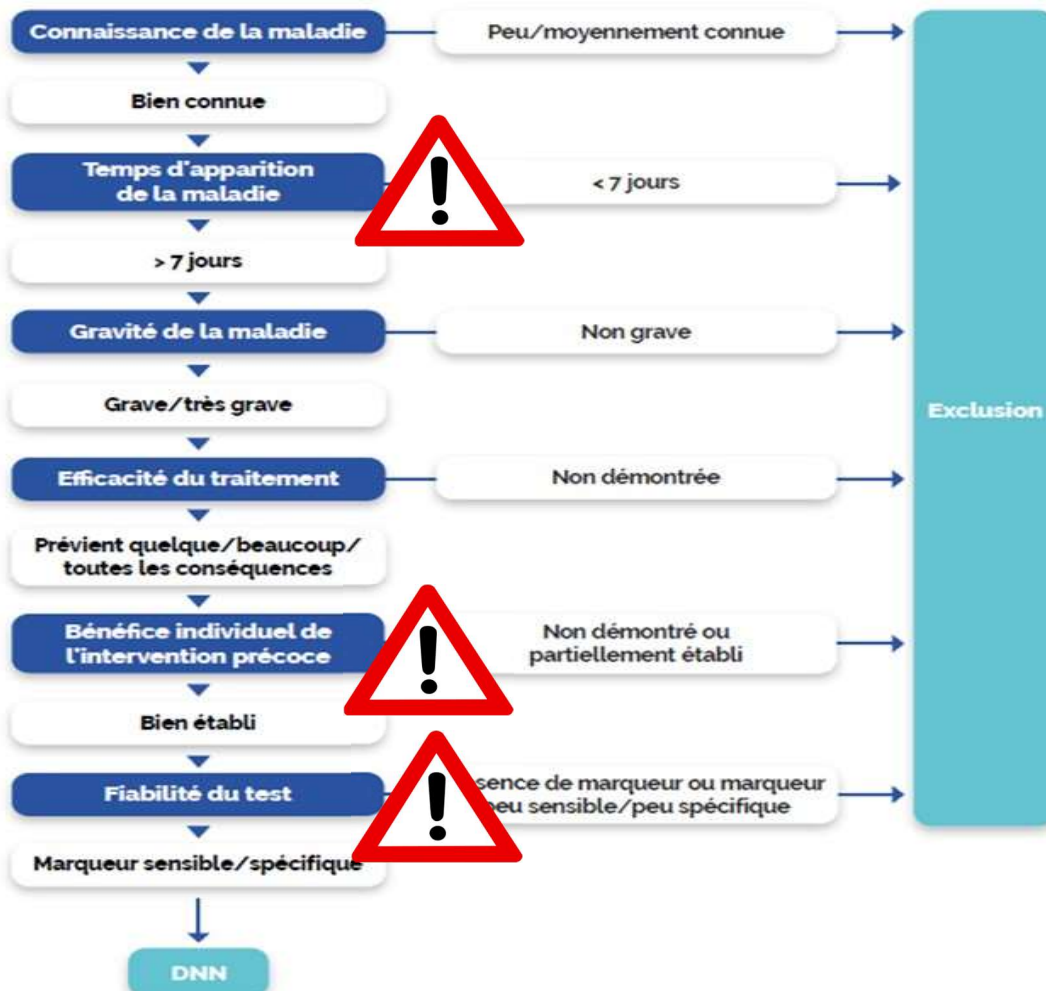 Connaissance de la maladie
Peu/moyennement connue
Bien connue
Temps d'apparition
de la maladie
< 7 jours
> 7 jours
Gravité de la maladie
Non grave
Grave/très grave
Exclusion
Efficacité du traitement
Non démontrée
Prévient quelque/beaucoup/
toutes les conséquences
Bénéfice individuel de
l'intervention précoce
Non démontré ou
partiellement établi
Bien établi
Fiabilité du test
de marqueur ou marqueur
sensible/peu spécifique
Marqueur sensible/spécifique
DNN